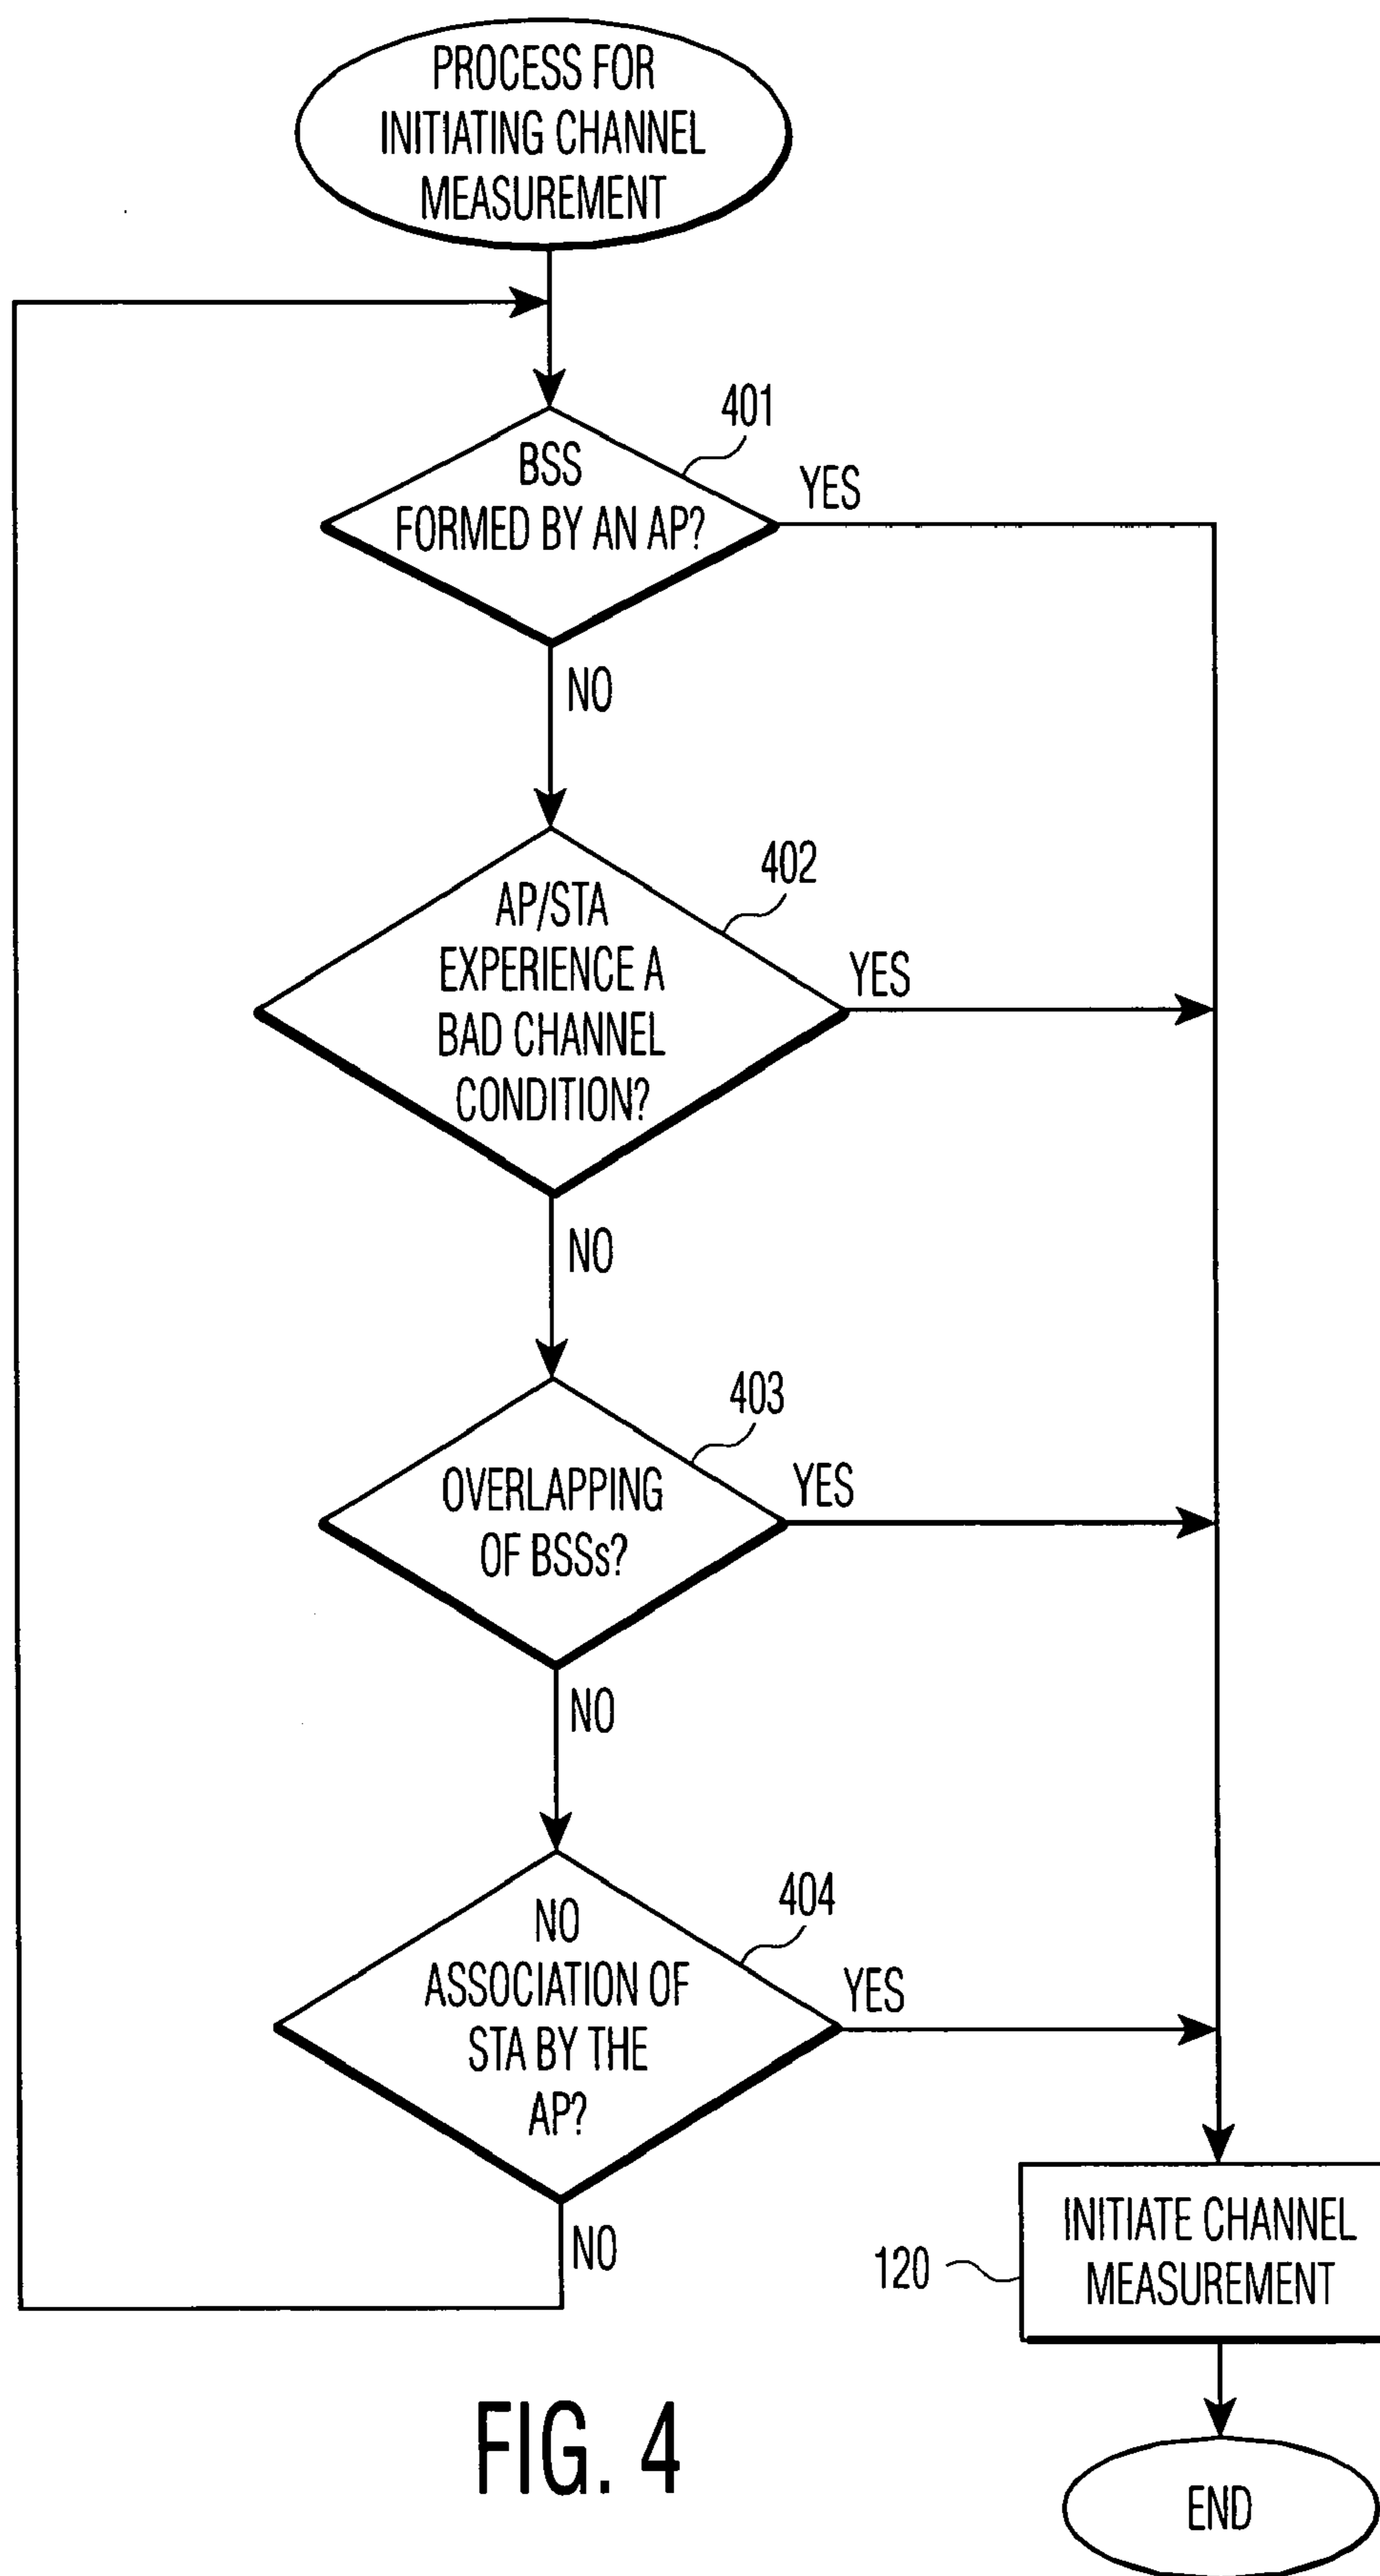 PROCESS FOR
INITIATING CHANNEL
MEASUREMENT
401
BSS
FORMED BY AN AP?
YES
NO
402
AP/STA
EXPERIENCE A
BAD CHANNEL
CONDITION?
YES
NO
403
OVERLAPPING
OF BSSs?
YES
NO
404
NO
ASSOCIATION OF
STA BY THE
AP?
YES
NO
120
INITIATE CHANNEL
MEASUREMENT
END
FIG. 4